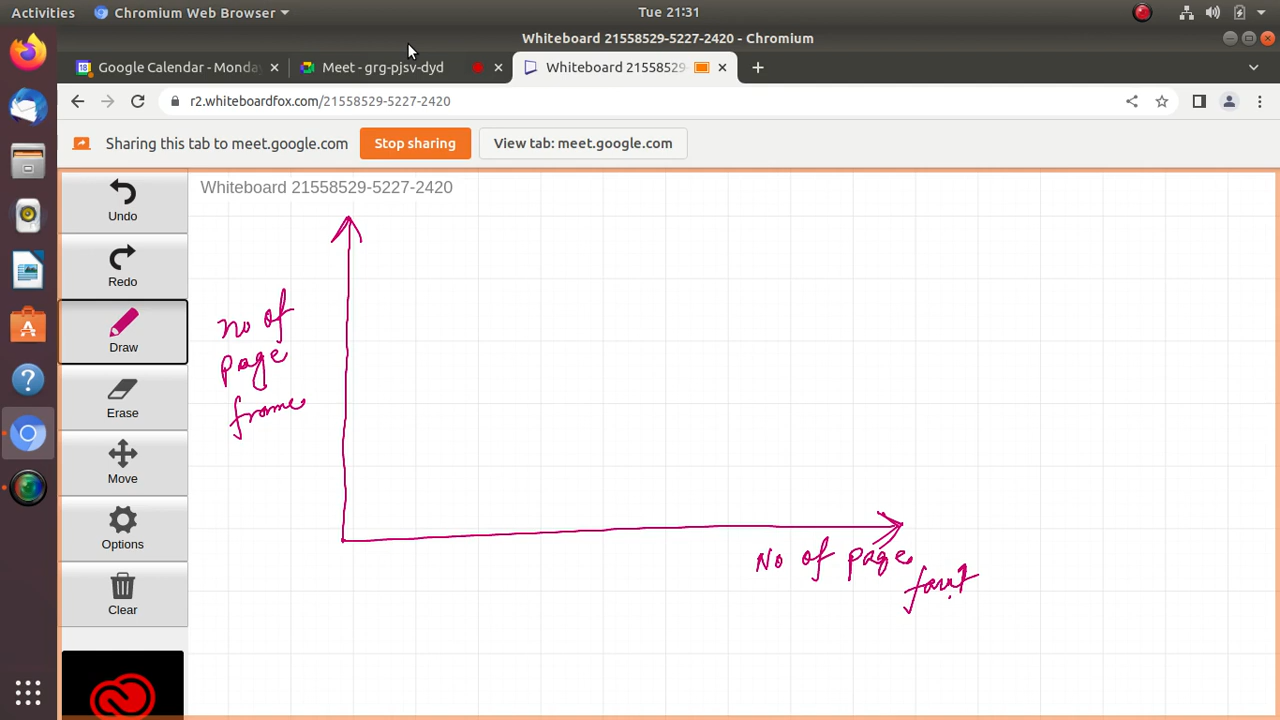 Activities
Chromium Web Browser
Tue 21:31
Whiteboard 21558529-5227-2420 - Chromium
Google Calendar - Monday
Meet - grg-pjsv-dyd
Whiteboard 21558529-
r2.whiteboardfox.com/21558529-5227-2420
Sharing this tab to meet.google.com
Stop sharing
View tab: meet.google.com
Whiteboard 21558529-5227-2420
Undo
Redo
Draw
Erase
Move
Options
Clear
no of
page
frame
No of page
fault